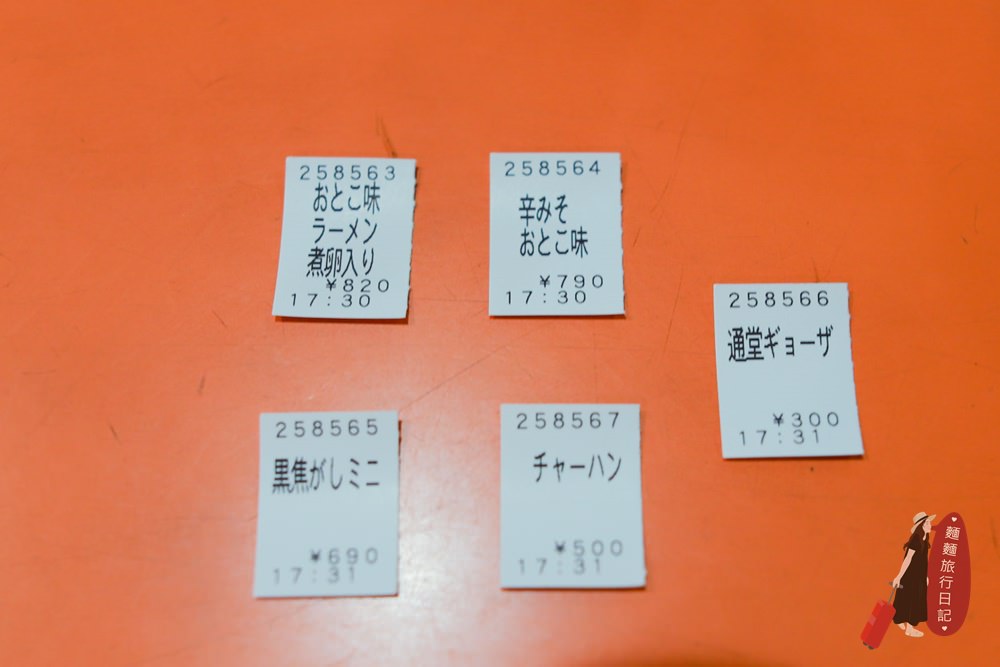 258563
おとこ味
ラーメン
煮卵入り
¥820
17:30
258564
辛みそ
おとこ味
¥790
17:30
258566
通堂ギョーザ
¥300
17:31
258565
黒焦がしミニ
¥690
17:31
258567
チャーハン
¥500
17:31
麵麵旅行日記